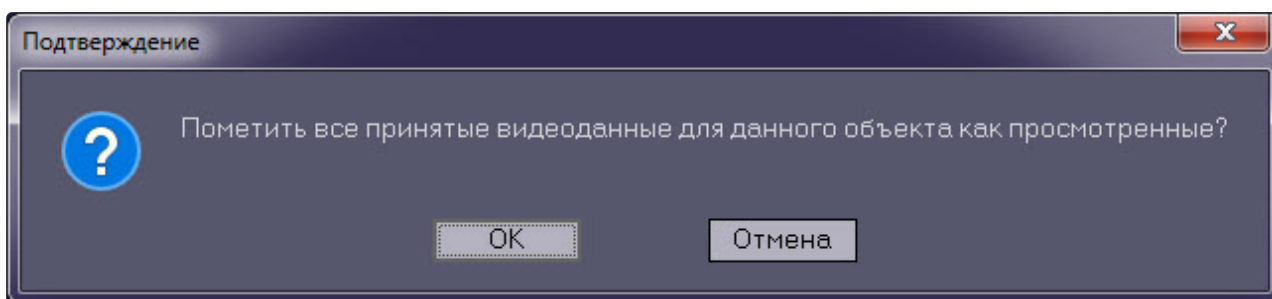 Подтверждение
Пометить все принятые видеоданные для данного объекта как просмотренные?
OK
Отмена